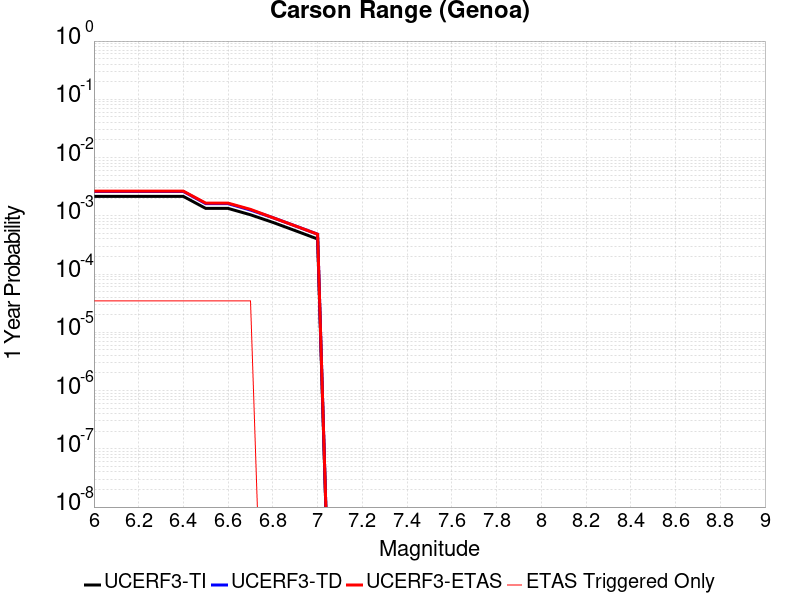 Carson Range (Genoa)
10^0
10^-1
10^-2
10^-3
10^-4
10^-5
10^-6
10^-7
10^-8
1 Year Probability
6 6.2 6.4 6.6 6.8 7 7.2 7.4 7.6 7.8 8 8.2 8.4 8.6 8.8 9
Magnitude
UCERF3-TI UCERF3-TD UCERF3-ETAS ETAS Triggered Only